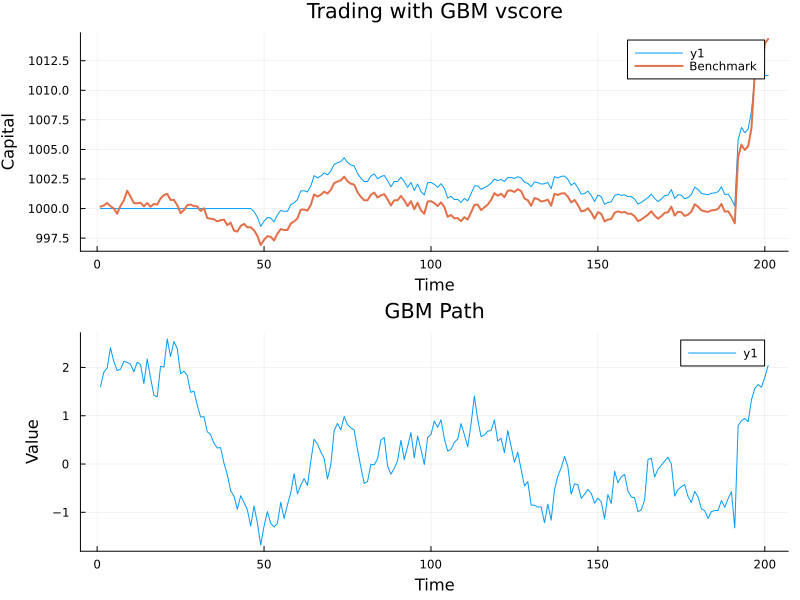 Trading with GBM vscore
Capital
1012.5
1010.0
1007.5
1005.0
1002.5
1000.0
997.5
y1
Benchmark
0 50 100 150 200
Time
GBM Path
Value
2
1
0
−1
y1
0 50 100 150 200
Time